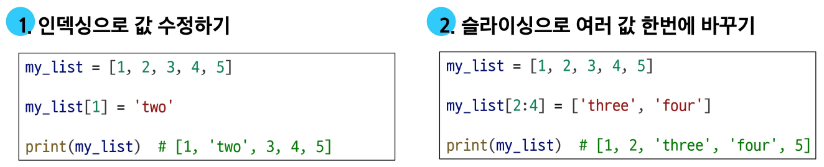 1. 인덱싱으로 값 수정하기
my_list = [1, 2, 3, 4, 5]
my_list[1] = 'two'
print(my_list)  # [1, 'two', 3, 4, 5]
2. 슬라이싱으로 여러 값 한번에 바꾸기
my_list = [1, 2, 3, 4, 5]
my_list[2:4] = ['three', 'four']
print(my_list)  # [1, 2, 'three', 'four', 5]